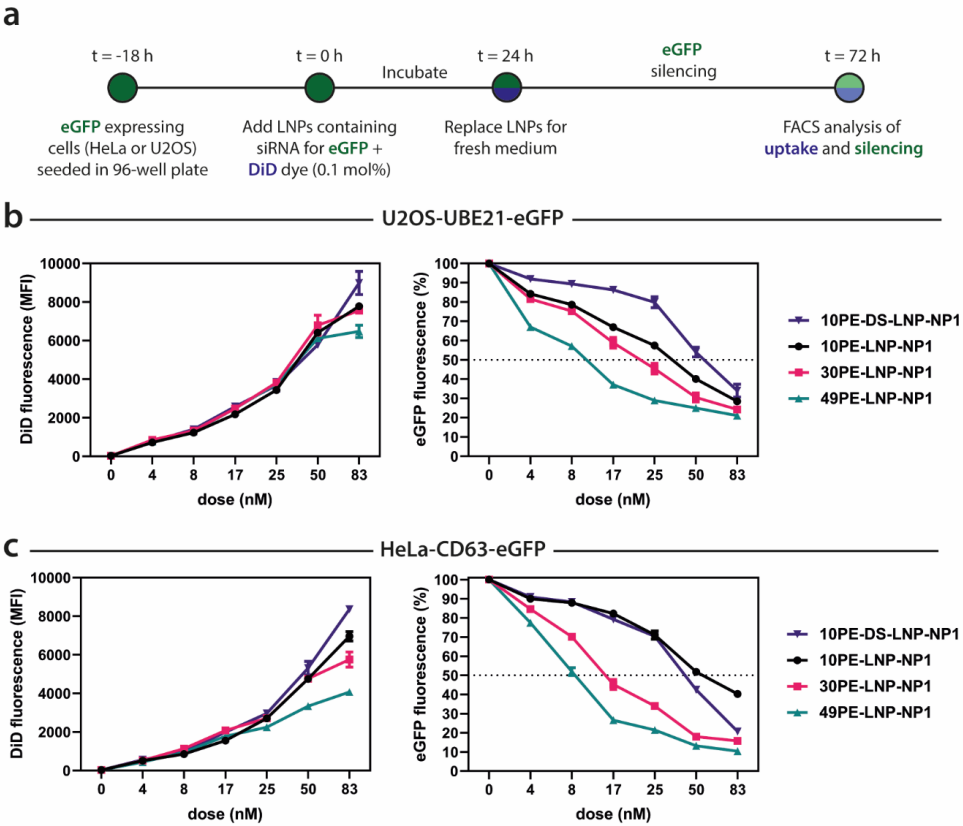 a
t = -18 h
t = 0 h
Incubate
t = 24 h
eGFP
silencing
t = 72 h
eGFP expressing
cells (HeLa or U2OS)
seeded in 96-well plate
Add LNPs containing
siRNA for eGFP +
DiD dye (0.1 mol%)
Replace LNPs for
fresh medium
FACS analysis of
uptake and silencing
b
U2OS-UBE21-eGFP
DiD fluorescence (MFI)
10000
8000
6000
4000
2000
0
0 4 8 17 25 50 83
dose (nM)
eGFP fluorescence (%)
100
90
80
70
60
50
40
30
20
10
0
0 4 8 17 25 50 83
dose (nM)
10PE-DS-LNP-NP1
10PE-LNP-NP1
30PE-LNP-NP1
49PE-LNP-NP1
c
HeLa-CD63-eGFP
DiD fluorescence (MFI)
10000
8000
6000
4000
2000
0
0 4 8 17 25 50 83
dose (nM)
eGFP fluorescence (%)
100
90
80
70
60
50
40
30
20
10
0
0 4 8 17 25 50 83
dose (nM)
10PE-DS-LNP-NP1
10PE-LNP-NP1
30PE-LNP-NP1
49PE-LNP-NP1